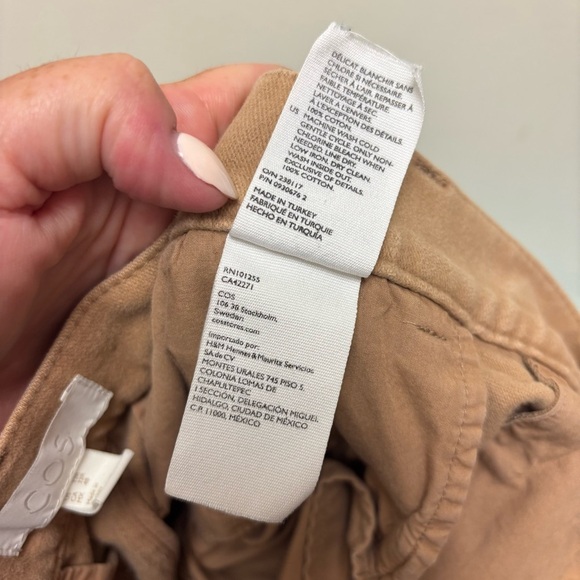 DÉLICAT. BLANCHIR SANS
CHLORE SI NÉCESSAIRE.
SÉCHER À L'AIR. REPASSER À
FAIBLE TEMPÉRATURE.
NETTOYAGE À SEC.
LAVER À L'ENVERS.
À L'EXCEPTION DES DÉTAILS.
100% COTON.
US MACHINE WASH COLD
GENTLE CYCLE. ONLY NON-
CHLORINE BLEACH WHEN
NEEDED. LINE DRY.
LOW IRON. DRY CLEAN.
WASH INSIDE OUT.
EXCLUSIVE OF DETAILS.
100% COTTON.
O/N 238117
P/N 0930676 2
MADE IN TURKEY
FABRIQUÉ EN TURQUIE
HECHO EN TURQUÍA
RN101255
CA42271
COS
106 38 Stockholm,
Sweden
cosstores.com
Importado por:
H&M Hennes & Mauritz Servicios
SA de CV
MONTES URALES 745 PISO 5,
COLONIA LOMAS DE
CHAPULTEPEC
I SECCIÓN, DELEGACIÓN MIGUEL
HIDALGO, CIUDAD DE MÉXICO
C.P. 11000, MÉXICO
COS